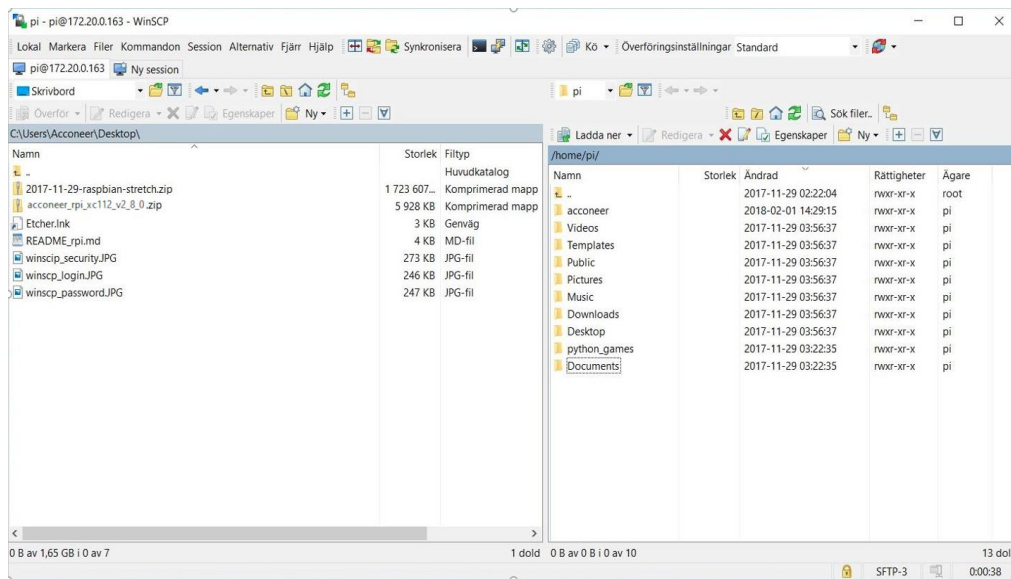 pi - pi@172.20.0.163 - WinSCP
Lokal Markera Filer Kommandon Session Alternativ Fjärr Hjälp Synkronisera Kö Överföringsinställningar Standard
pi@172.20.0.163 Ny session
Skrivbord pi
Sök filer..
Överför Redigera Egenskaper Ny
Ladda ner Redigera Egenskaper Ny
C:\Users\Acconeer\Desktop\
Namn Storlek Filtyp
.. Huvudkatalog
2017-11-29-raspbian-stretch.zip 1 723 607... Komprimerad mapp
acconeer_rpi_xc112_v2_8_0.zip 5 928 KB Komprimerad mapp
Etcher.lnk 3 KB Genväg
README_rpi.md 4 KB MD-fil
winscip_security.JPG 273 KB JPG-fil
winscp_login.JPG 246 KB JPG-fil
winscp_password.JPG 247 KB JPG-fil
/home/pi/
Namn Storlek Ändrad Rättigheter Ägare
.. 2017-11-29 02:22:04 rwxr-xr-x root
acconeer 2018-02-01 14:29:15 rwxr-xr-x pi
Videos 2017-11-29 03:56:37 rwxr-xr-x pi
Templates 2017-11-29 03:56:37 rwxr-xr-x pi
Public 2017-11-29 03:56:37 rwxr-xr-x pi
Pictures 2017-11-29 03:56:37 rwxr-xr-x pi
Music 2017-11-29 03:56:37 rwxr-xr-x pi
Downloads 2017-11-29 03:56:37 rwxr-xr-x pi
Desktop 2017-11-29 03:56:37 rwxr-xr-x pi
python_games 2017-11-29 03:22:35 rwxr-xr-x pi
Documents 2017-11-29 03:22:35 rwxr-xr-x pi
0 B av 1,65 GB i 0 av 7 1 dold
0 B av 0 B i 0 av 10 13 dol
SFTP-3 0:00:38